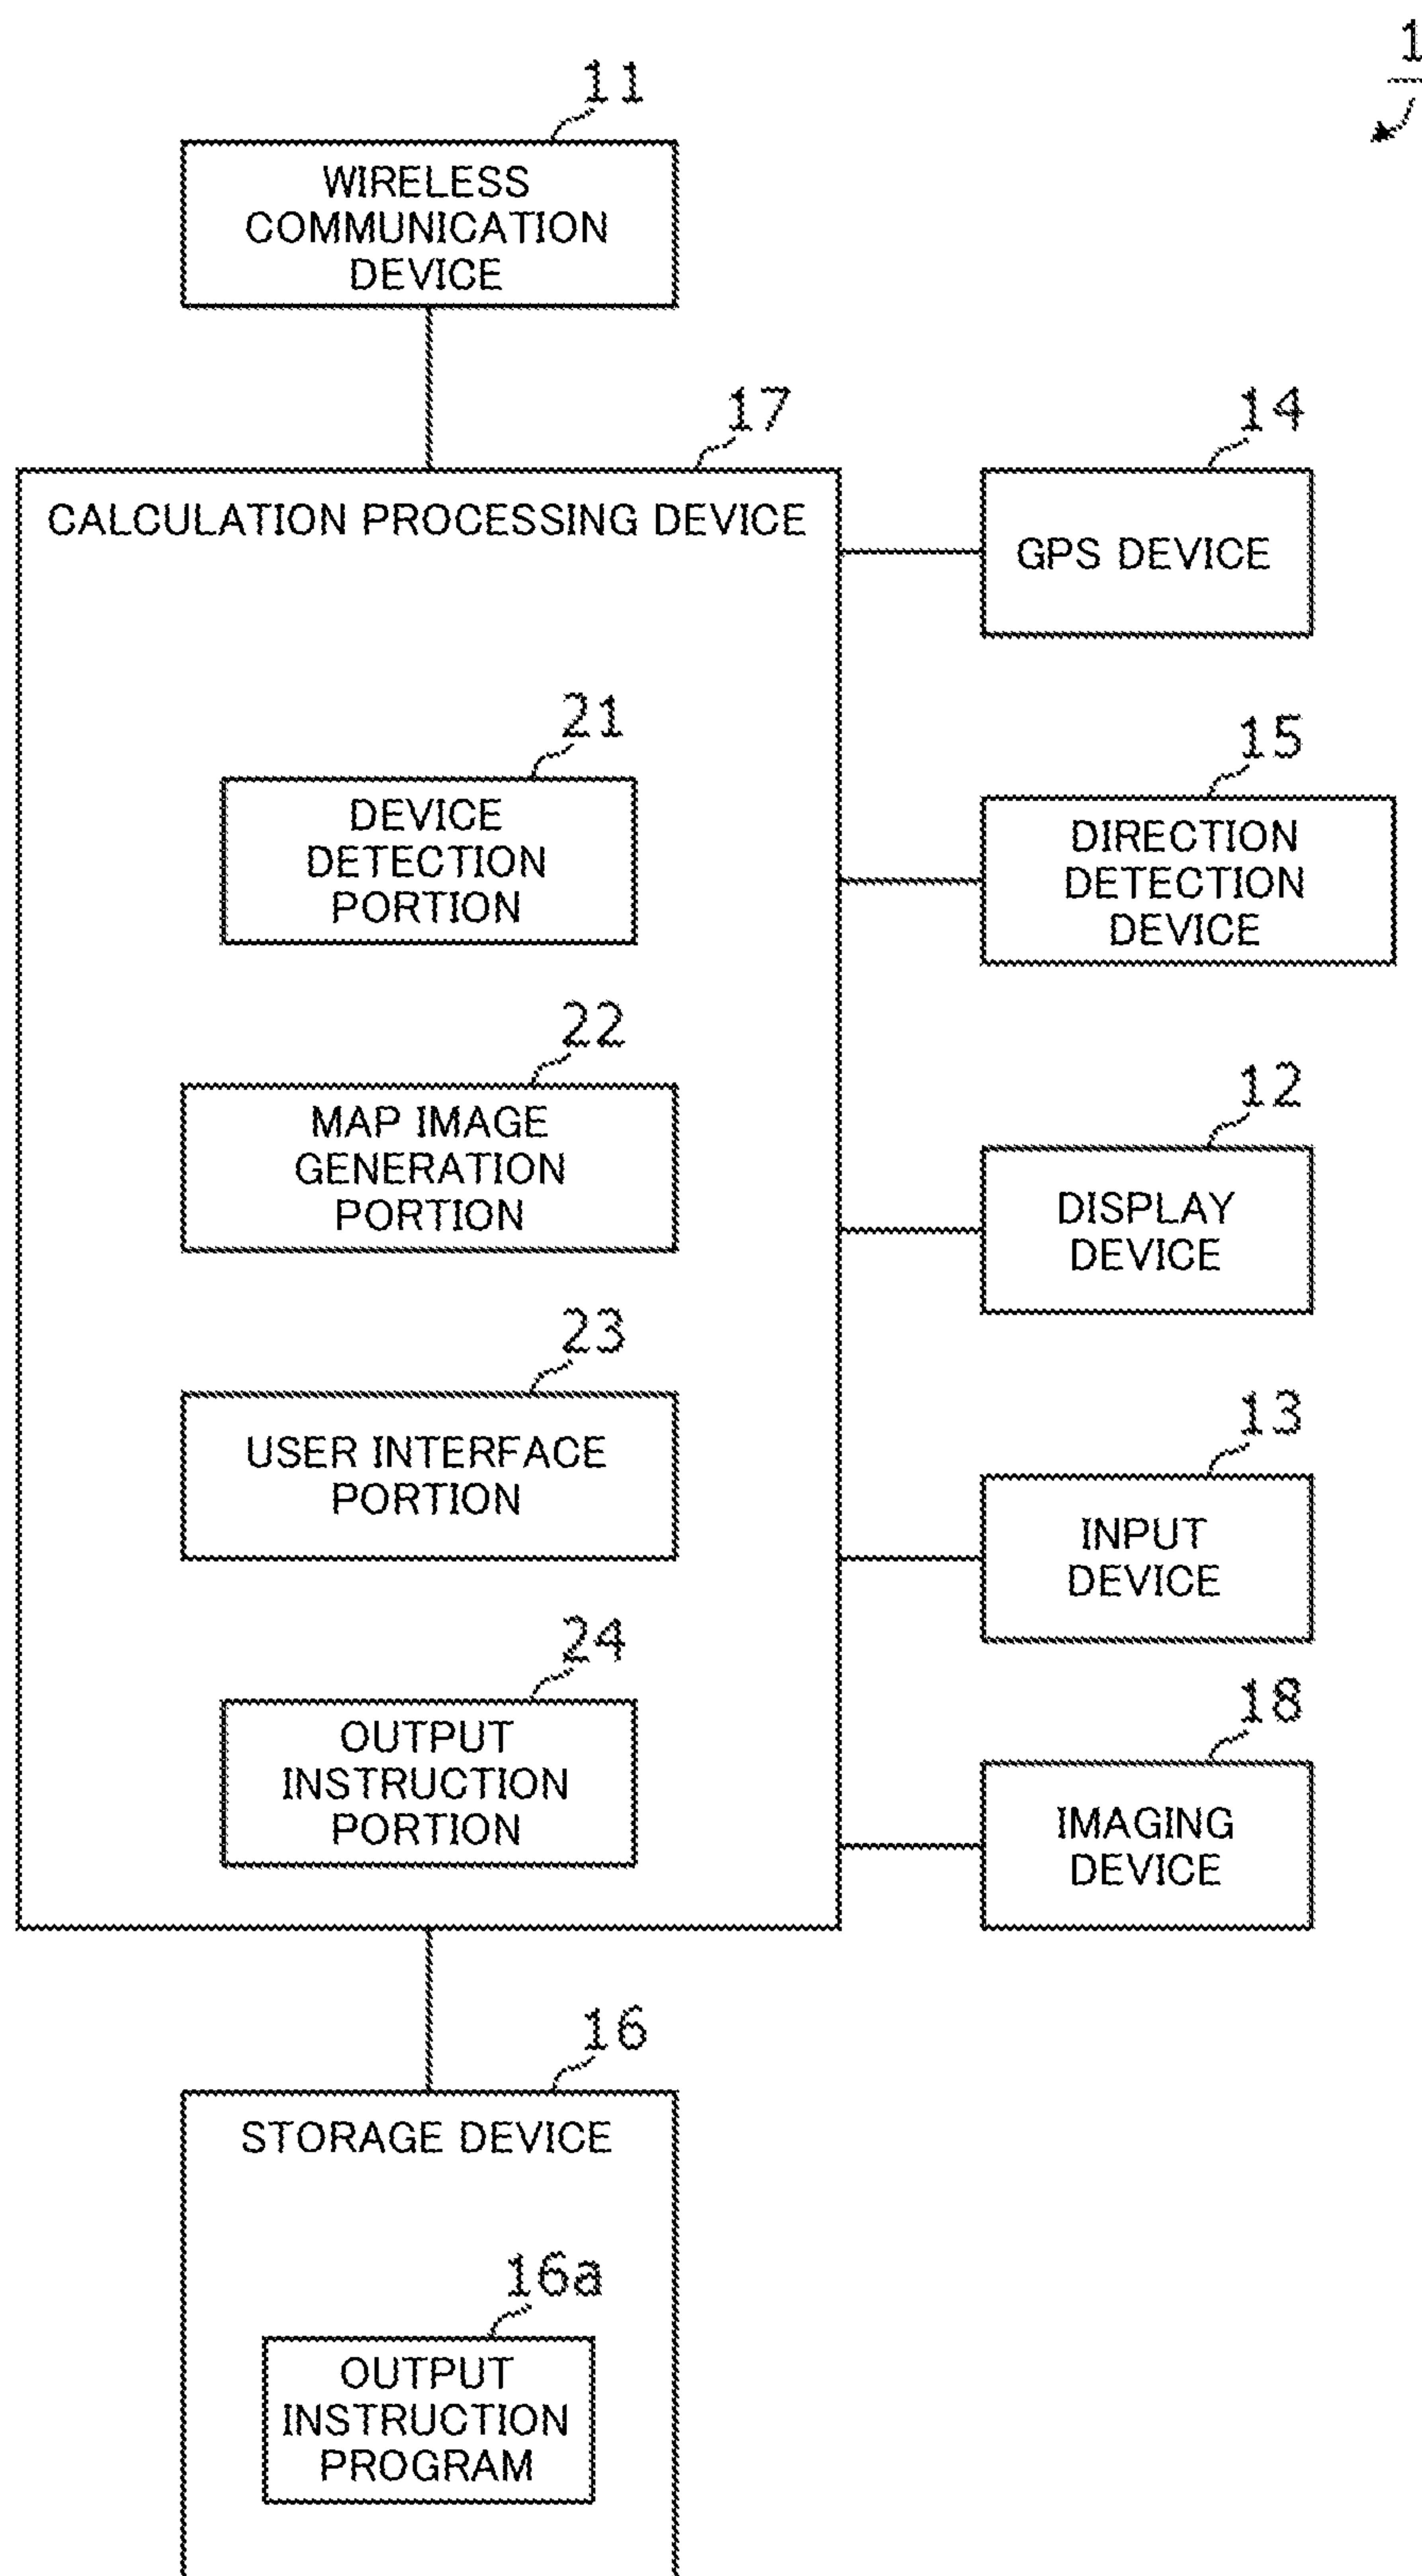 1
11
WIRELESS
COMMUNICATION
DEVICE
17
CALCULATION PROCESSING DEVICE
14
GPS DEVICE
21
DEVICE
DETECTION
PORTION
15
DIRECTION
DETECTION
DEVICE
22
MAP IMAGE
GENERATION
PORTION
12
DISPLAY
DEVICE
23
USER INTERFACE
PORTION
13
INPUT
DEVICE
24
OUTPUT
INSTRUCTION
PORTION
18
IMAGING
DEVICE
16
STORAGE DEVICE
16a
OUTPUT
INSTRUCTION
PROGRAM